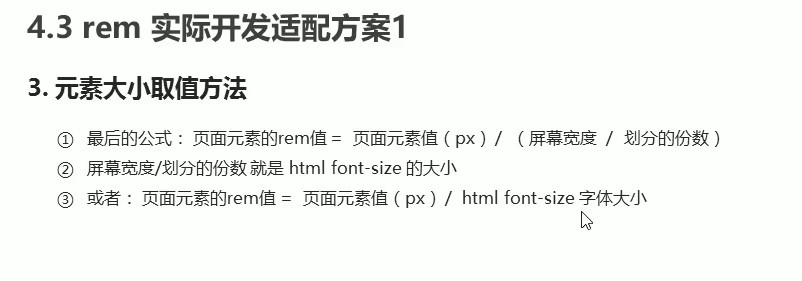 4.3 rem 实际开发适配方案1
3. 元素大小取值方法
① 最后的公式： 页面元素的rem值 = 页面元素值（px）/ （屏幕宽度 / 划分的份数）
② 屏幕宽度/划分的份数 就是 html font-size 的大小
③ 或者： 页面元素的rem值 = 页面元素值（px）/ html font-size 字体大小